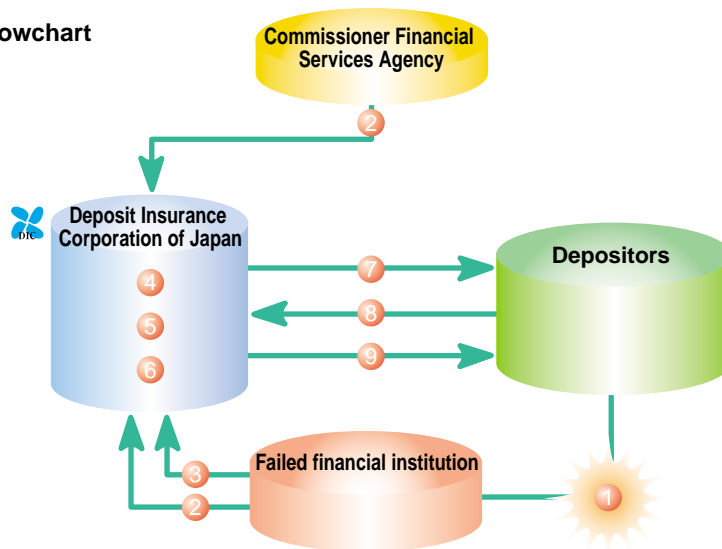 owchart
Commissioner Financial
Services Agency
2
DIC
Deposit Insurance
Corporation of Japan
Depositors
4
7
5
8
6
9
Failed financial institution
3
2
1